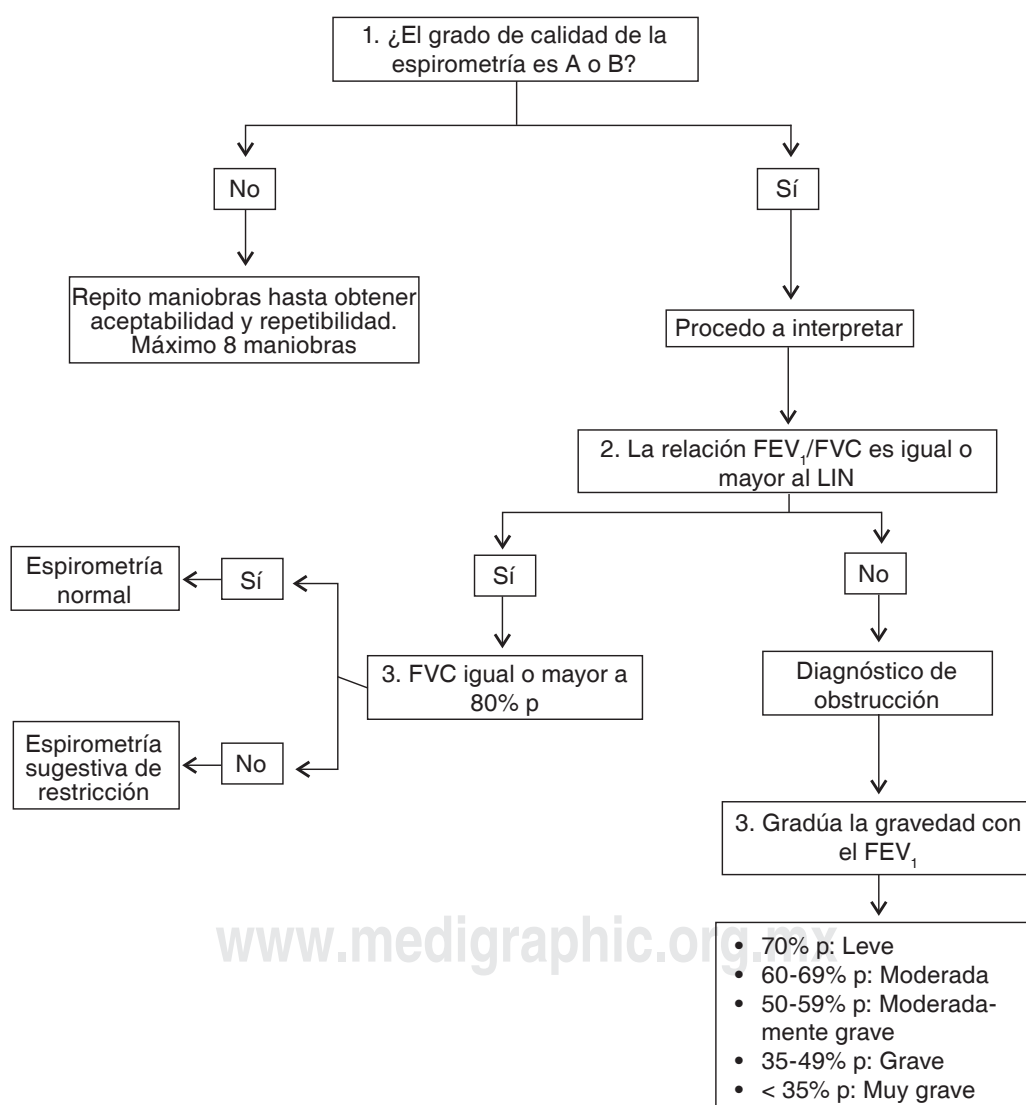 1. ¿El grado de calidad de la
espirometría es A o B?
No
Sí
Repito maniobras hasta obtener
aceptabilidad y repetibilidad.
Máximo 8 maniobras
Procedo a interpretar
2. La relación FEV₁/FVC es igual o
mayor al LIN
Sí
No
Espirometría
normal
Sí
3. FVC igual o mayor a
80% p
Diagnóstico de
obstrucción
Espirometría
sugestiva de
restricción
No
3. Gradúa la gravedad con
el FEV₁
www.medigraphic.org.mx
• 70% p: Leve
• 60-69% p: Moderada
• 50-59% p: Moderada-
mente grave
• 35-49% p: Grave
• < 35% p: Muy grave